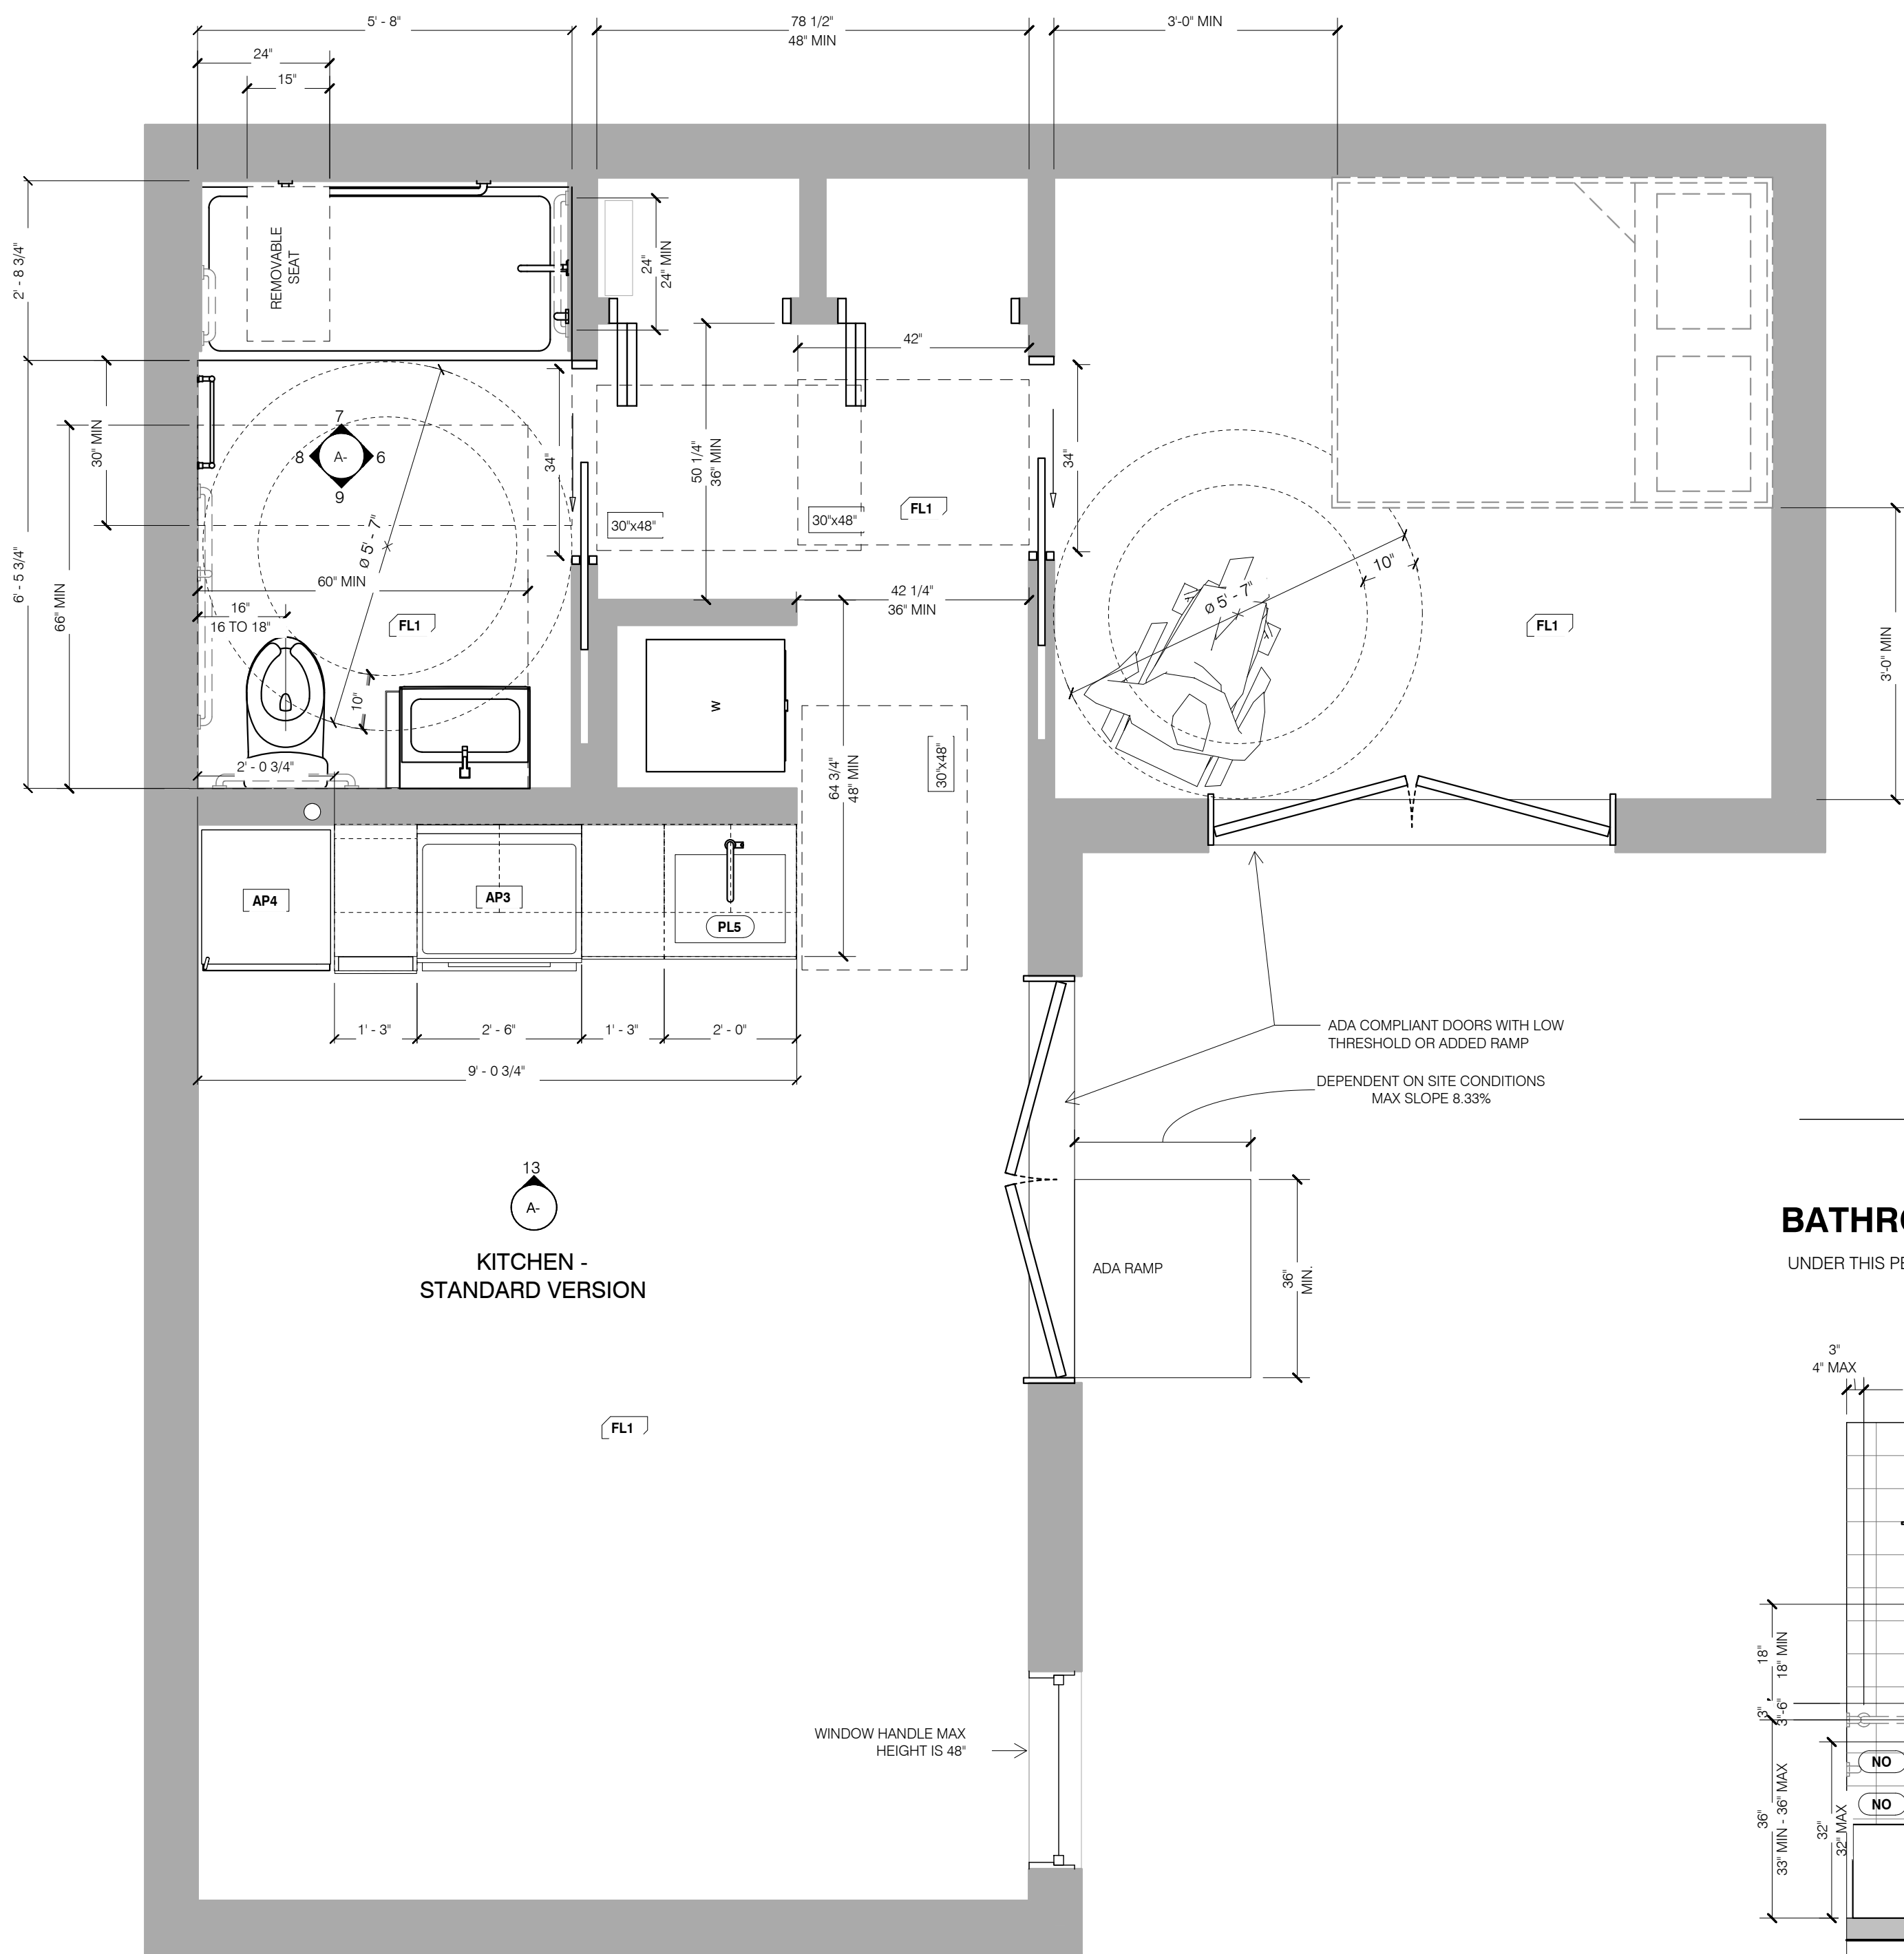 5' - 8"
78 1/2"
48" MIN
3'-0" MIN
24"
15"
2' - 8 3/4"
REMOVABLE
SEAT
24"
24" MIN
42"
30" MIN
7
8
A-
6
9
34"
50 1/4"
36" MIN
34"
30"x48"
30"x48"
FL1
ø 5' - 7"
6' - 5 3/4"
66" MIN
60" MIN
16"
16 TO 18"
FL1
42 1/4"
36" MIN
ø 5' - 7"
10"
FL1
3'-0" MIN
10"
W
2' - 0 3/4"
64 3/4"
48" MIN
30"x48"
AP4
AP3
PL5
1' - 3"
2' - 6"
1' - 3"
2' - 0"
9' - 0 3/4"
ADA COMPLIANT DOORS WITH LOW
THRESHOLD OR ADDED RAMP
DEPENDENT ON SITE CONDITIONS
MAX SLOPE 8.33%
13
A-
KITCHEN -
STANDARD VERSION
ADA RAMP
36"
MIN.
BATHR
UNDER THIS PE
3"
4" MAX
FL1
18"
18" MIN
3"
3"-6"
WINDOW HANDLE MAX
HEIGHT IS 48"
NO
NO
36"
33" MIN - 36" MAX
32"
32" MAX